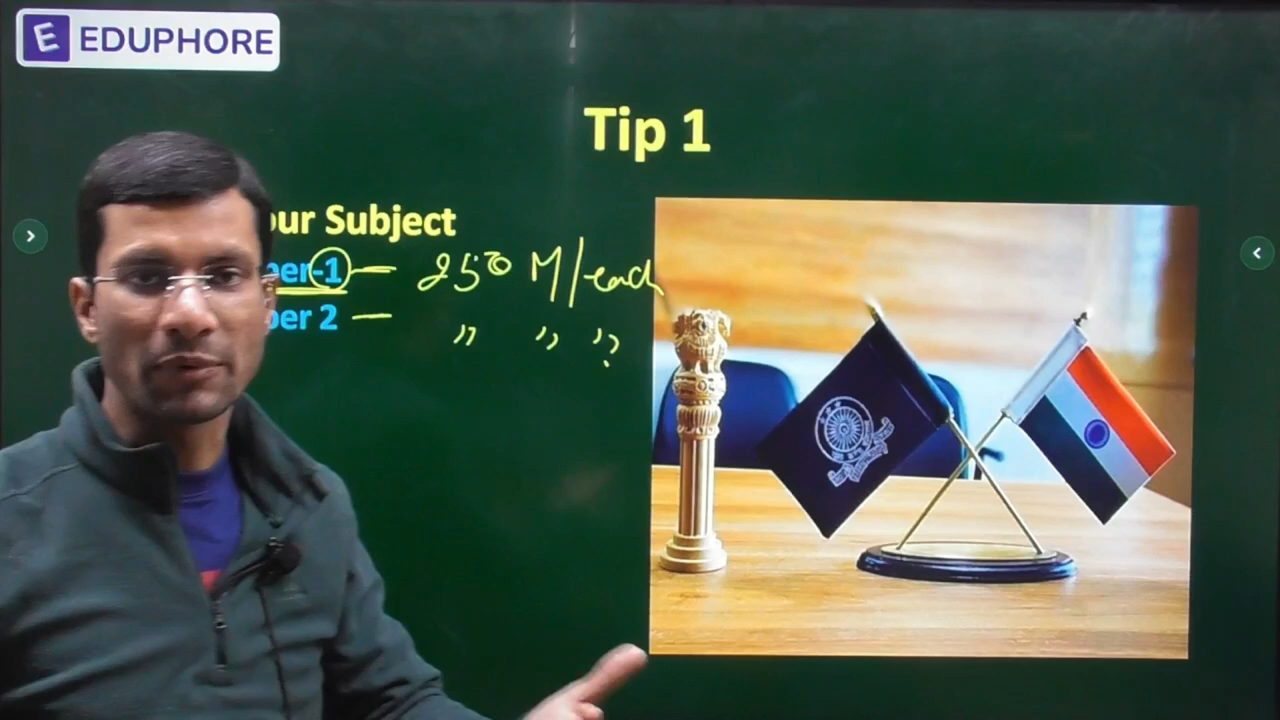 E EDUPHORE
Tip 1
our Subject
per-1 — 250 M/each
per 2 — " " "